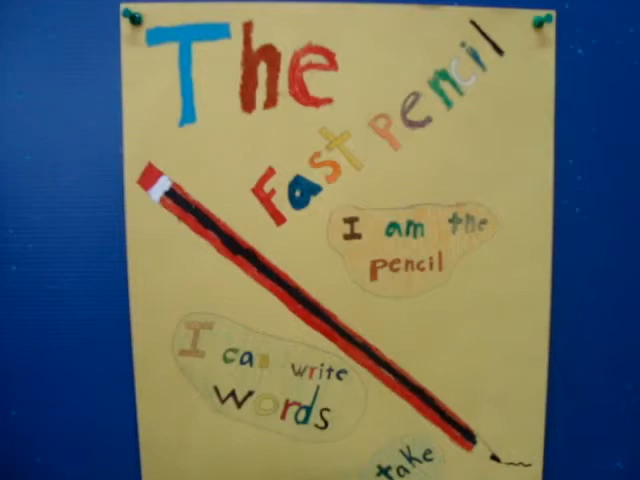 The
Fast pencil
I am the
pencil
I can write
words
take